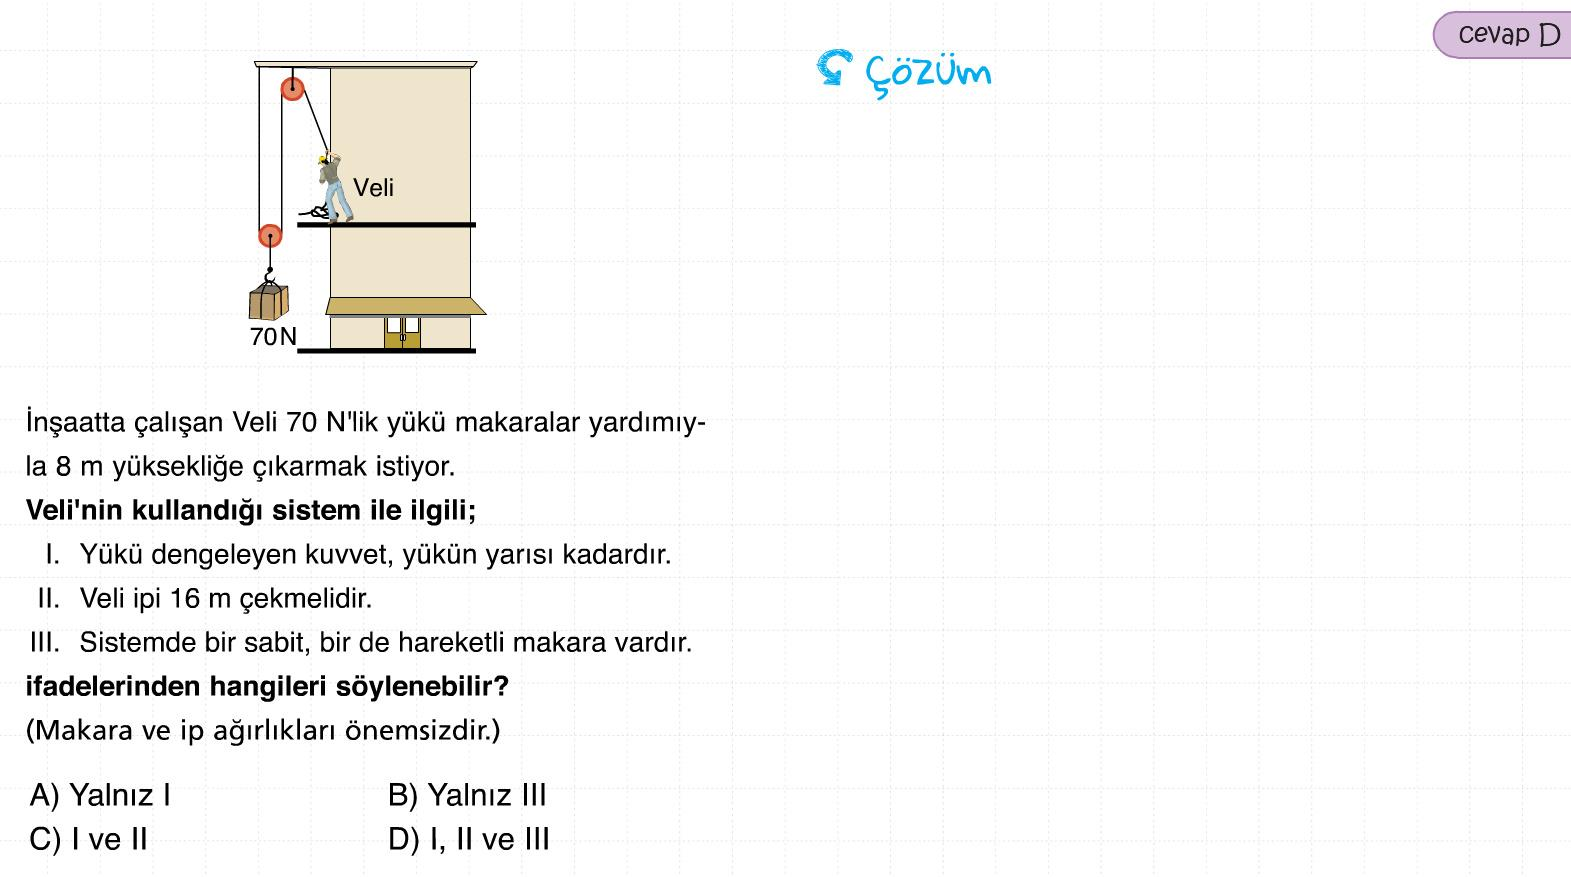 cevap D
Çözüm
Veli
70 N
İnşaatta çalışan Veli 70 N'lik yükü makaralar yardımıy-
la 8 m yüksekliğe çıkarmak istiyor.
Veli'nin kullandığı sistem ile ilgili;
I. Yükü dengeleyen kuvvet, yükün yarısı kadardır.
II. Veli ipi 16 m çekmelidir.
III. Sistemde bir sabit, bir de hareketli makara vardır.
ifadelerinden hangileri söylenebilir?
(Makara ve ip ağırlıkları önemsizdir.)
A) Yalnız I
B) Yalnız III
C) I ve II
D) I, II ve III